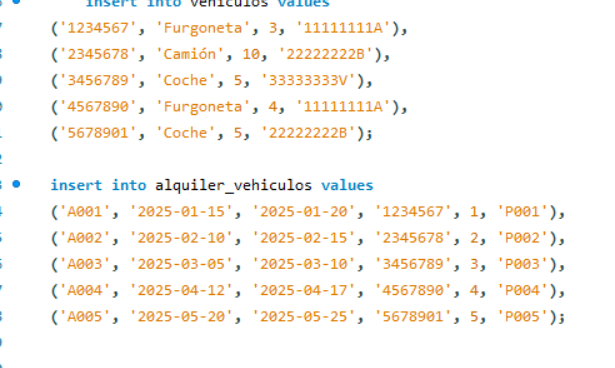 insert into vehiculos values
('1234567', 'Furgoneta', 3, '11111111A'),
('2345678', 'Camión', 10, '22222222B'),
('3456789', 'Coche', 5, '33333333V'),
('4567890', 'Furgoneta', 4, '11111111A'),
('5678901', 'Coche', 5, '22222222B');
insert into alquiler_vehiculos values
('A001', '2025-01-15', '2025-01-20', '1234567', 1, 'P001'),
('A002', '2025-02-10', '2025-02-15', '2345678', 2, 'P002'),
('A003', '2025-03-05', '2025-03-10', '3456789', 3, 'P003'),
('A004', '2025-04-12', '2025-04-17', '4567890', 4, 'P004'),
('A005', '2025-05-20', '2025-05-25', '5678901', 5, 'P005');